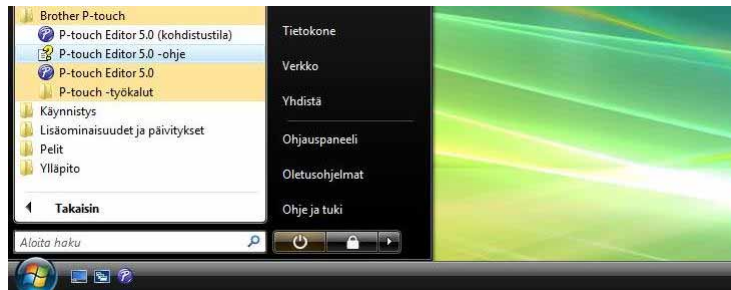 Brother P-touch
P-touch Editor 5.0 (kohdistustila)
P-touch Editor 5.0 -ohje
P-touch Editor 5.0
P-touch -työkalut
Käynnistys
Lisäominaisuudet ja päivitykset
Pelit
Ylläpito
Takaisin
Aloita haku
Tietokone
Verkko
Yhdistä
Ohjauspaneeli
Oletusohjelmat
Ohje ja tuki